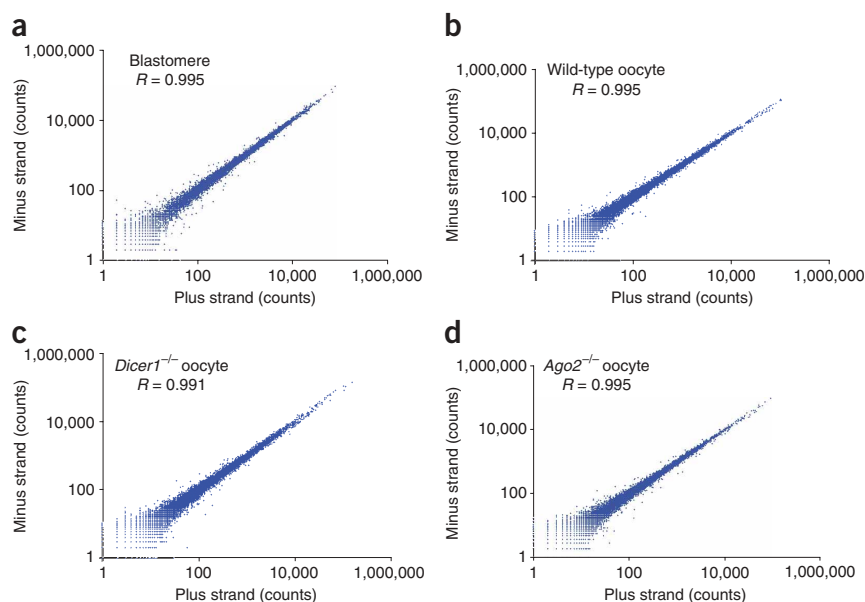 a
1,000,000
Blastomere
R = 0.995
10,000
100
1
Minus strand (counts)
1 100 10,000 1,000,000
Plus strand (counts)
b
1,000,000
Wild-type oocyte
R = 0.995
10,000
100
1
Minus strand (counts)
1 100 10,000 1,000,000
Plus strand (counts)
c
1,000,000
Dicer1–/– oocyte
R = 0.991
10,000
100
1
Minus strand (counts)
1 100 10,000 1,000,000
Plus strand (counts)
d
1,000,000
Ago2–/– oocyte
R = 0.995
10,000
100
1
Minus strand (counts)
1 100 10,000 1,000,000
Plus strand (counts)